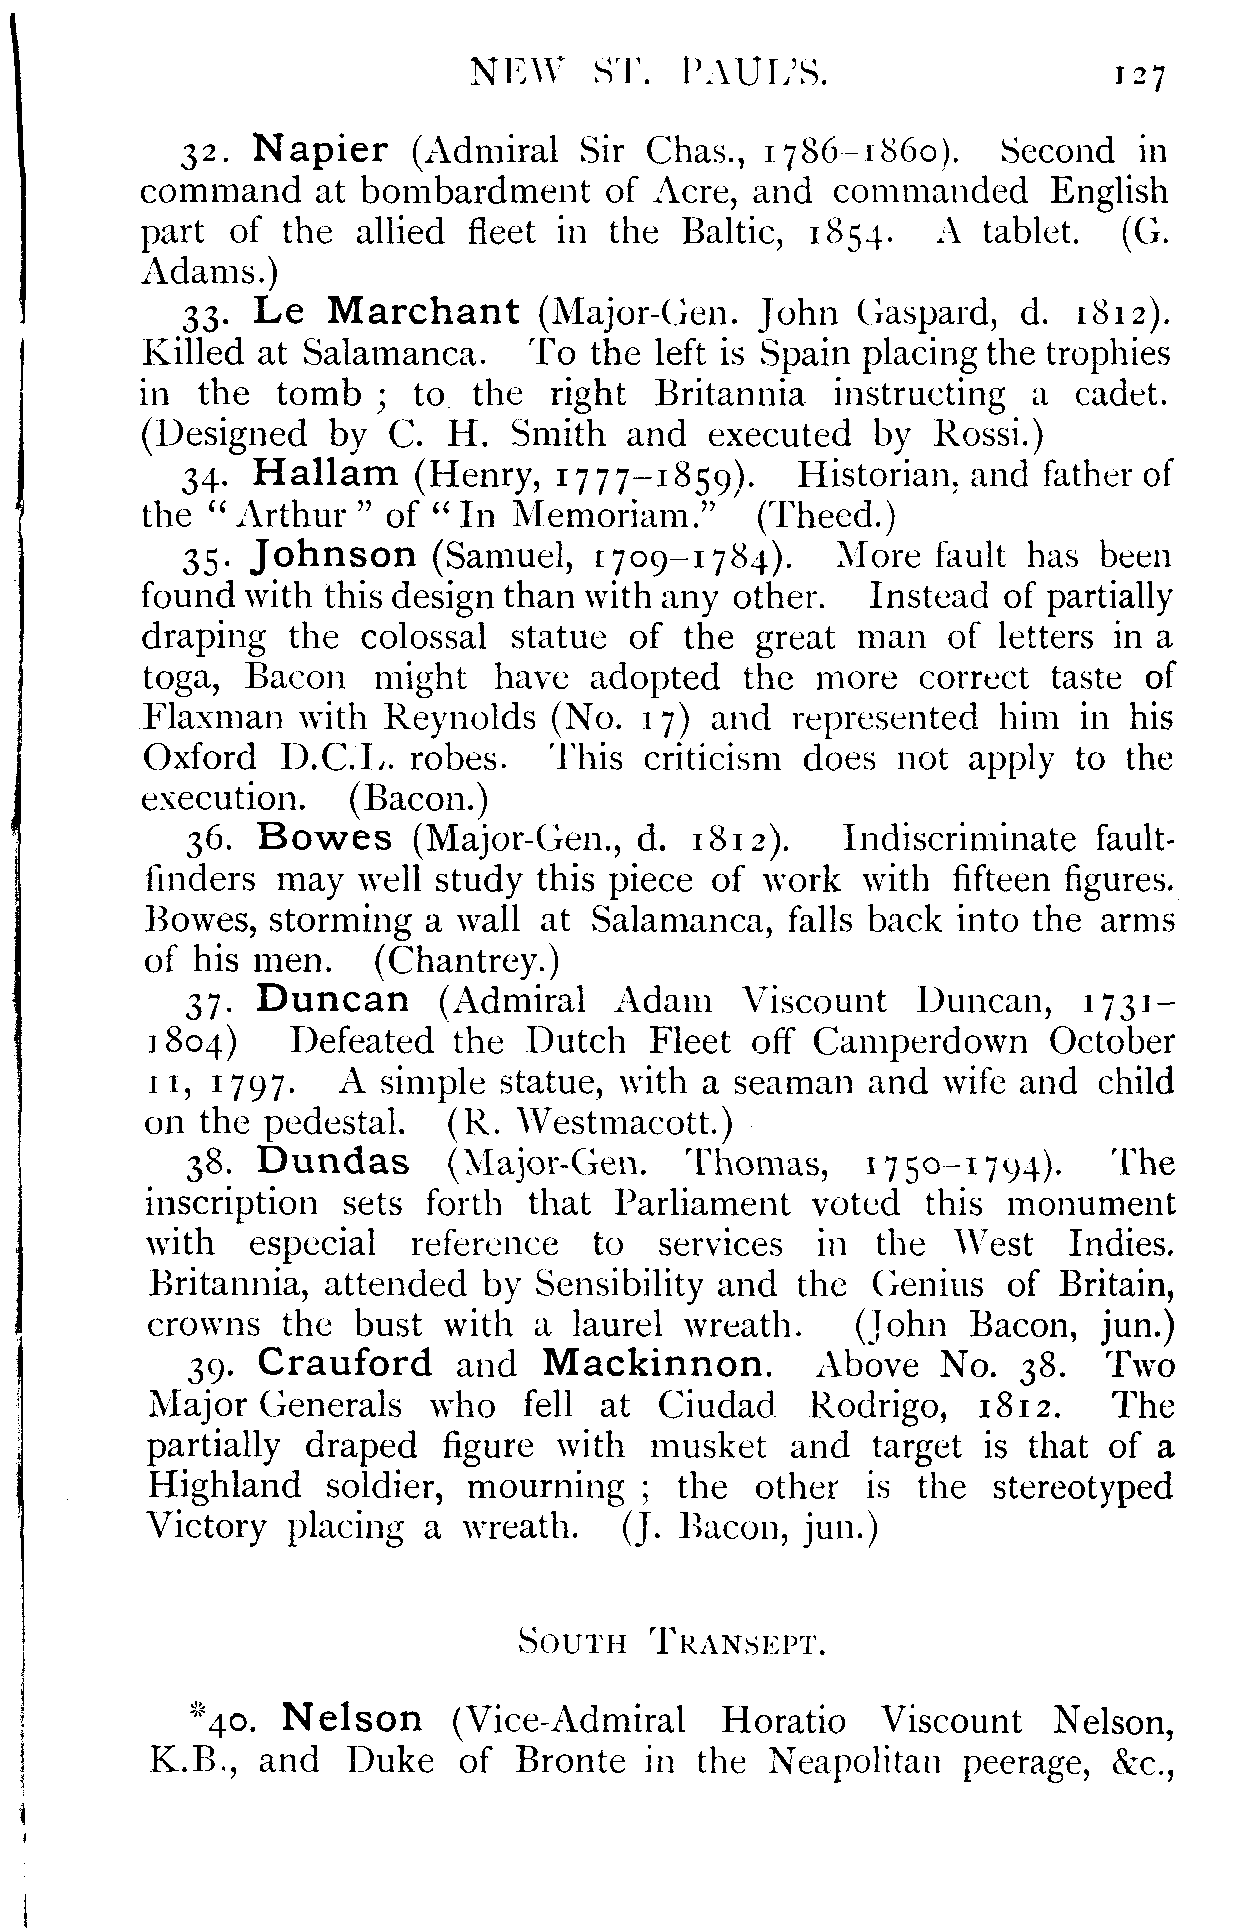 NEW ST. PAUL'S. 127
32. Napier (Admiral Sir Chas., 1786–1860). Second in
command at bombardment of Acre, and commanded English
part of the allied fleet in the Baltic, 1854. A tablet. (G.
Adams.)
33. Le Marchant (Major-Gen. John Gaspard, d. 1812).
Killed at Salamanca. To the left is Spain placing the trophies
in the tomb ; to the right Britannia instructing a cadet.
(Designed by C. H. Smith and executed by Rossi.)
34. Hallam (Henry, 1777–1859). Historian, and father of
the “ Arthur ” of “ In Memoriam.” (Theed.)
35. Johnson (Samuel, 1709–1784). More fault has been
found with this design than with any other. Instead of partially
draping the colossal statue of the great man of letters in a
toga, Bacon might have adopted the more correct taste of
Flaxman with Reynolds (No. 17) and represented him in his
Oxford D.C.L. robes. This criticism does not apply to the
execution. (Bacon.)
36. Bowes (Major-Gen., d. 1812). Indiscriminate fault-
finders may well study this piece of work with fifteen figures.
Bowes, storming a wall at Salamanca, falls back into the arms
of his men. (Chantrey.)
37. Duncan (Admiral Adam Viscount Duncan, 1731–
1804) Defeated the Dutch Fleet off Camperdown October
11, 1797. A simple statue, with a seaman and wife and child
on the pedestal. (R. Westmacott.)
38. Dundas (Major-Gen. Thomas, 1750–1794). The
inscription sets forth that Parliament voted this monument
with especial reference to services in the West Indies.
Britannia, attended by Sensibility and the Genius of Britain,
crowns the bust with a laurel wreath. (John Bacon, jun.)
39. Crauford and Mackinnon. Above No. 38. Two
Major Generals who fell at Ciudad Rodrigo, 1812. The
partially draped figure with musket and target is that of a
Highland soldier, mourning ; the other is the stereotyped
Victory placing a wreath. (J. Bacon, jun.)
SOUTH TRANSEPT.
*40. Nelson (Vice-Admiral Horatio Viscount Nelson,
K.B., and Duke of Bronte in the Neapolitan peerage, &c.,